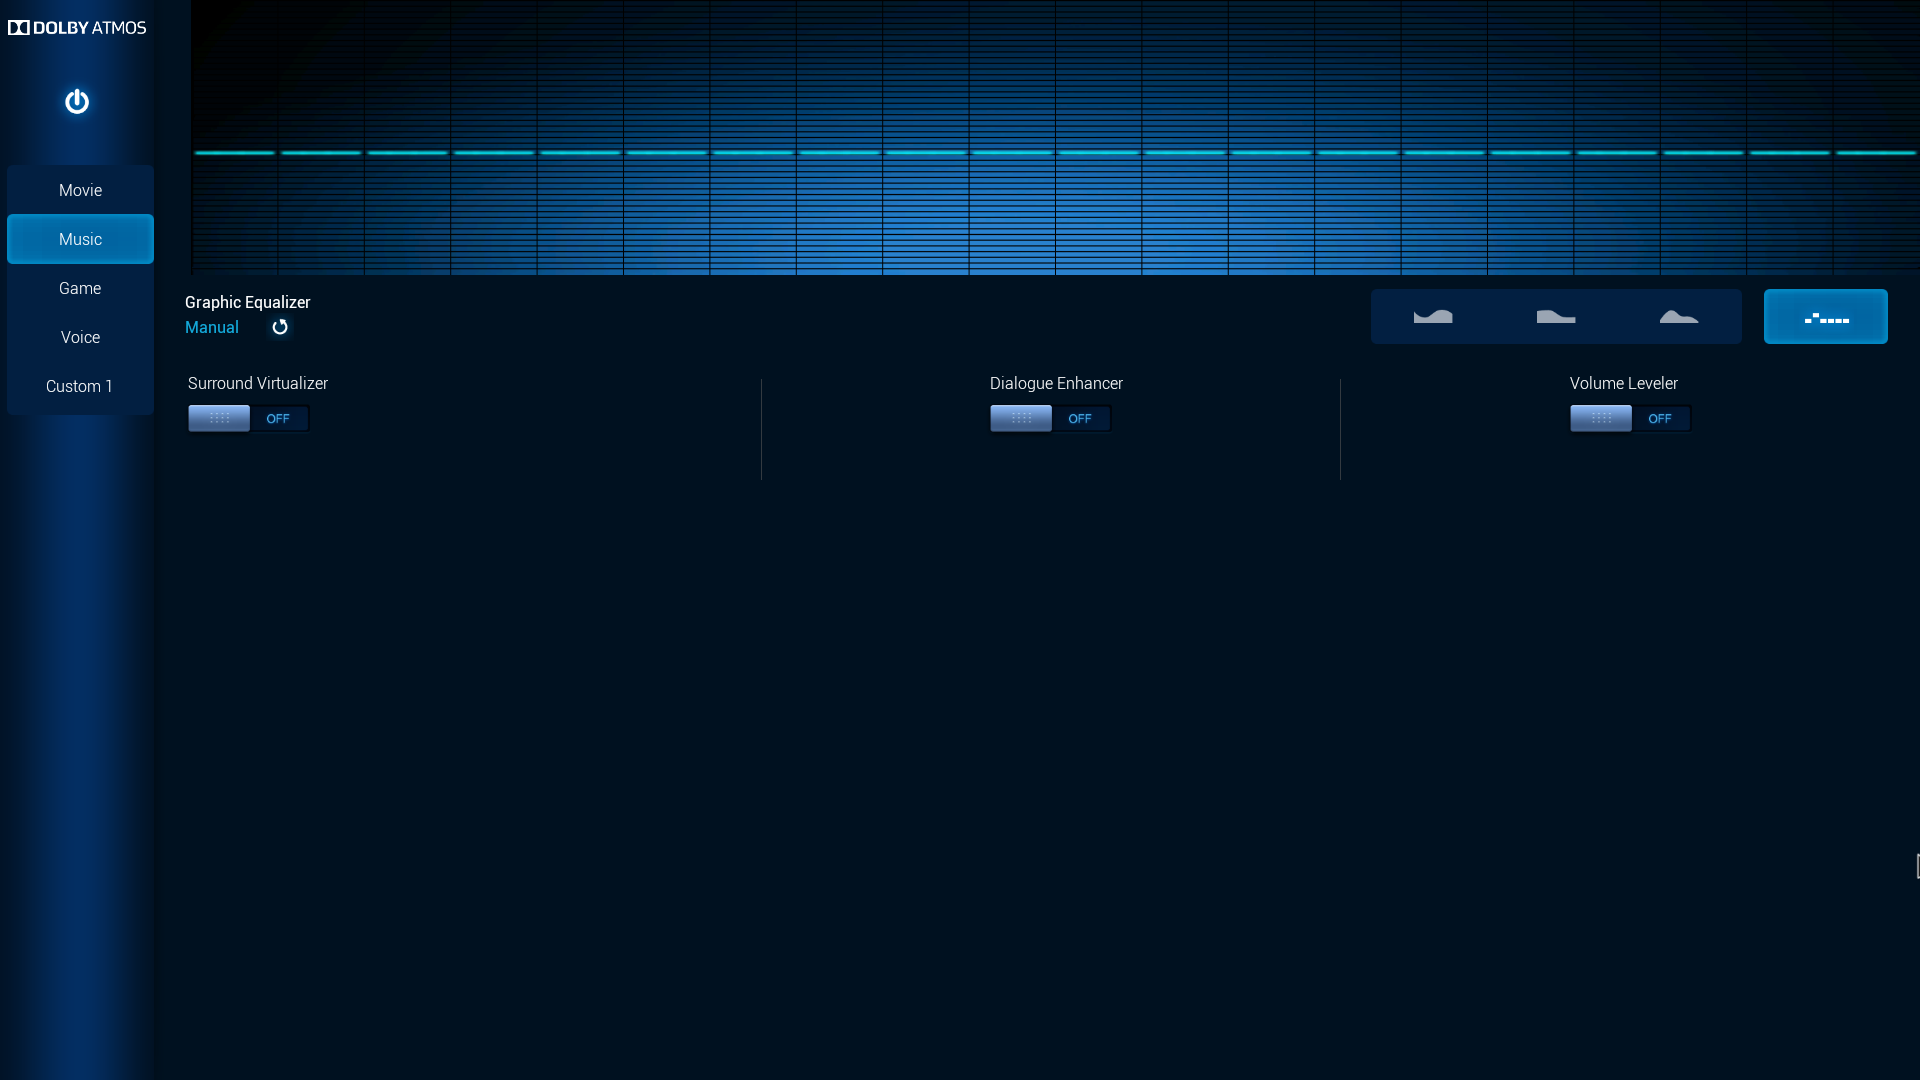 DOLBY ATMOS
Movie
Music
Game
Voice
Custom 1
Graphic Equalizer
Manual
Surround Virtualizer
OFF
Dialogue Enhancer
OFF
Volume Leveler
OFF